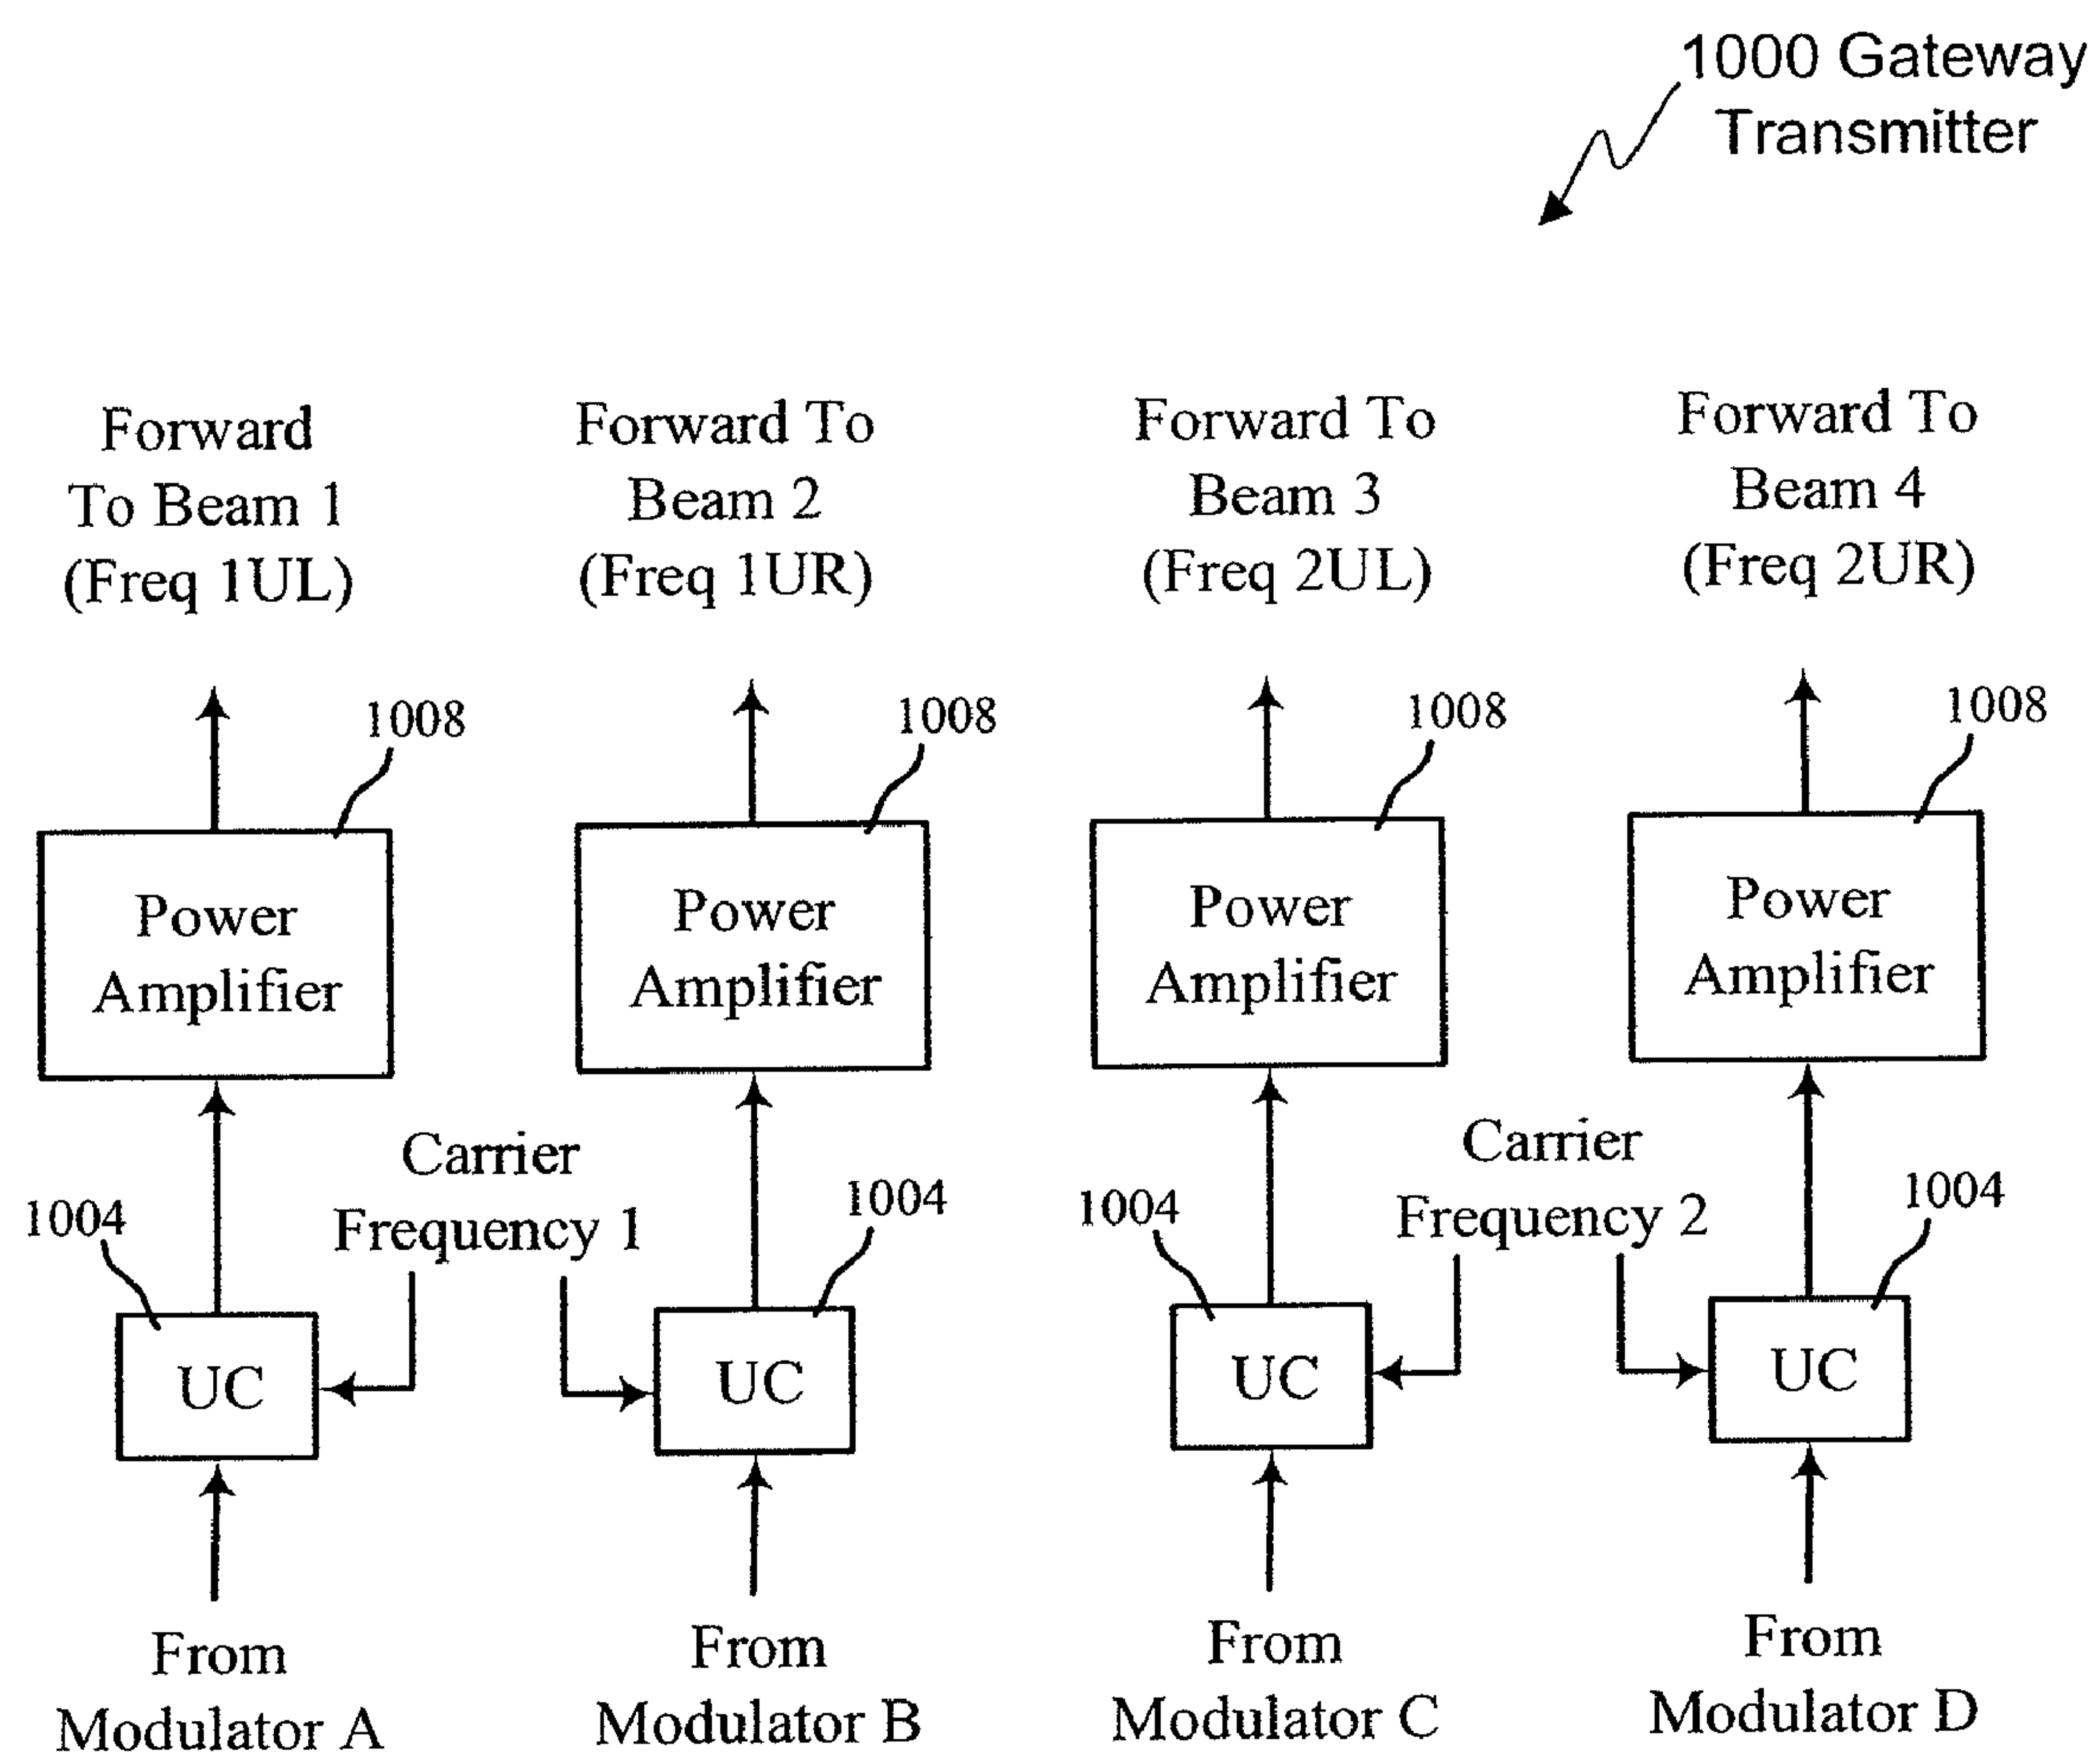 1000 Gateway
Transmitter
Forward
To Beam 1
(Freq 1UL)
Forward To
Beam 2
(Freq 1UR)
Forward To
Beam 3
(Freq 2UL)
Forward To
Beam 4
(Freq 2UR)
1008
1008
1008
1008
Power
Amplifier
Power
Amplifier
Power
Amplifier
Power
Amplifier
1004
Carrier
Frequency 1
1004
1004
Carrier
Frequency 2
1004
UC
UC
UC
UC
From
Modulator A
From
Modulator B
From
Modulator C
From
Modulator D